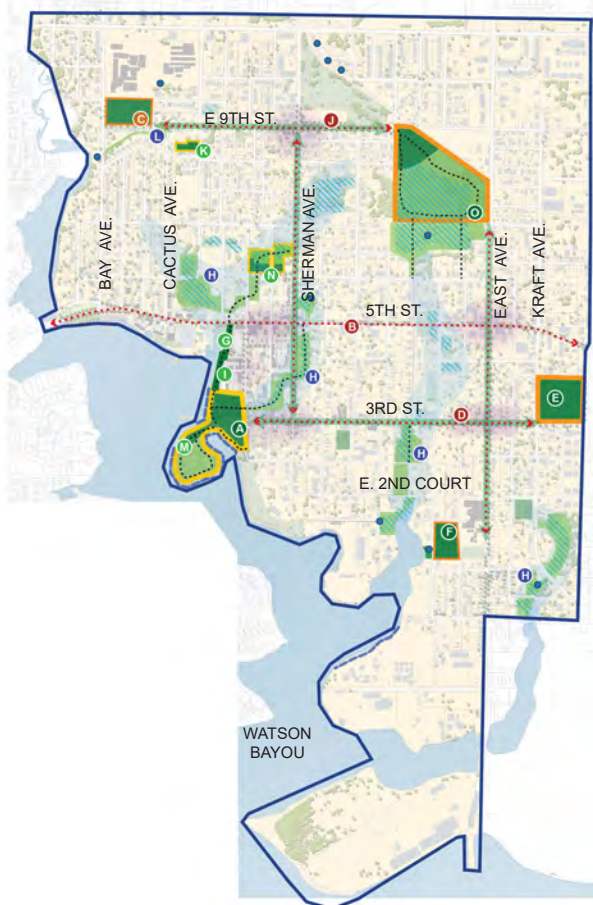 C
E 9TH ST.
J
L
K
BAY AVE.
CACTUS AVE.
SHERMAN AVE.
O
EAST AVE.
KRAFT AVE.
H
N
5TH ST.
B
G
I
H
E
3RD ST.
D
A
M
H
E. 2ND COURT
F
H
WATSON
BAYOU